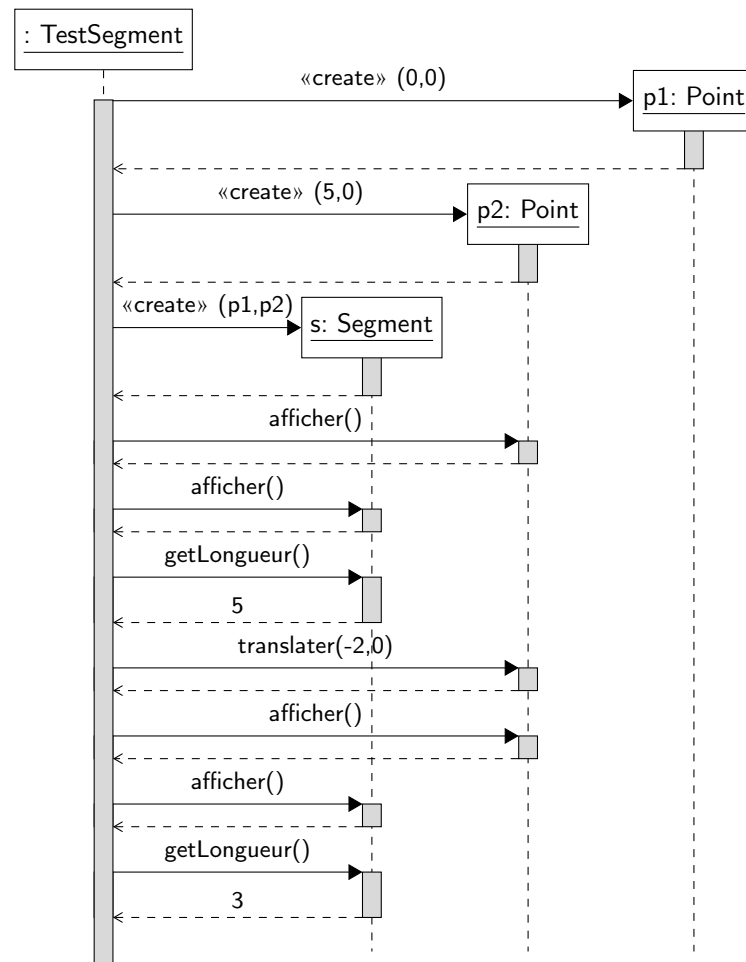 : TestSegment
«create» (0,0)
p1: Point
«create» (5,0)
p2: Point
«create» (p1,p2)
s: Segment
afficher()
afficher()
getLongueur()
5
translater(-2,0)
afficher()
afficher()
getLongueur()
3